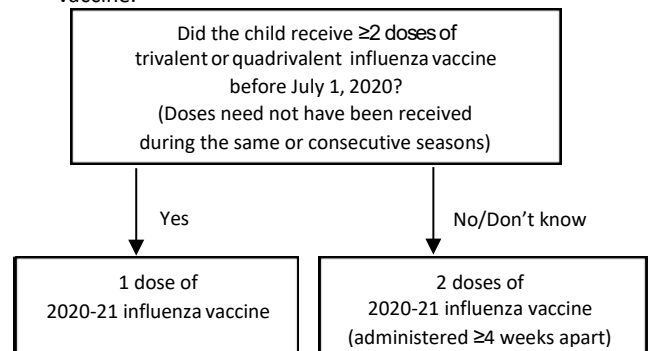 vaccine.
Did the child receive ≥2 doses of
trivalent or quadrivalent influenza vaccine
before July 1, 2020?
(Doses need not have been received
during the same or consecutive seasons)
Yes
No/Don’t know
1 dose of
2020-21 influenza vaccine
2 doses of
2020-21 influenza vaccine
(administered ≥4 weeks apart)